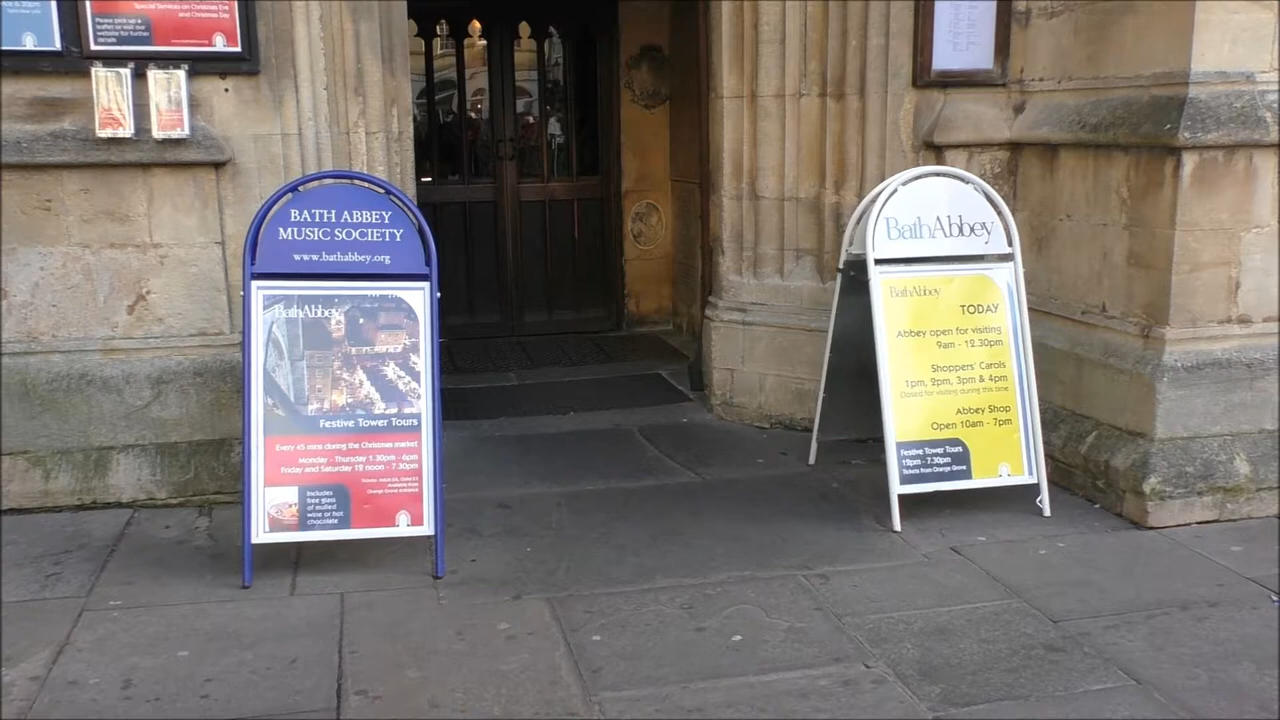 Special Services on Christmas Eve
and Christmas Day
Please pick up a
leaflet or visit our
website for further
details
BATH ABBEY
MUSIC SOCIETY
www.bathabbey.org
BathAbbey
Festive Tower Tours
Every 45 mins during the Christmas market
Monday - Thursday 1.30pm - 6pm
Friday and Saturday 12 noon - 7.30pm
Available from
Orange Grove entrance
Includes
free glass
of mulled
wine or hot
chocolate
BathAbbey
BathAbbey
TODAY
Abbey open for visiting
9am - 12.30pm
Shoppers' Carols
1pm, 2pm, 3pm & 4pm
Closed for visiting during this time
Abbey Shop
Open 10am - 7pm
Festive Tower Tours
12pm - 7.30pm
Tickets from Orange Grove